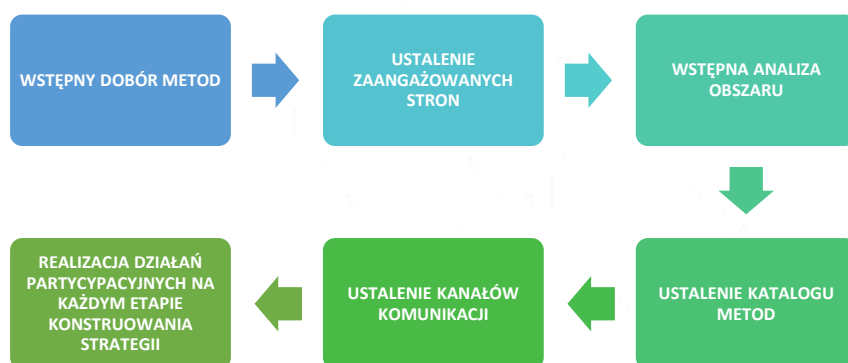 WSTĘPNY DOBÓR METOD
USTALENIE
ZAANGAŻOWANYCH
STRON
WSTĘPNA ANALIZA
OBSZARU
USTALENIE KATALOGU
METOD
USTALENIE KANAŁÓW
KOMUNIKACJI
REALIZACJA DZIAŁAŃ
PARTYCYPACYJNYCH NA
KAŻDYM ETAPIE
KONSTRUOWANIA
STRATEGII